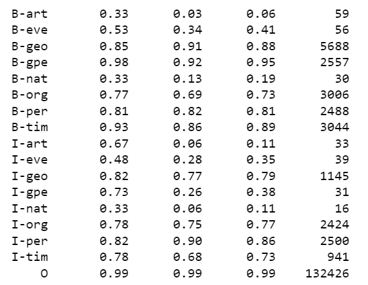 B-art 0.33 0.03 0.06 59
B-eve 0.53 0.34 0.41 56
B-geo 0.85 0.91 0.88 5688
B-gpe 0.98 0.92 0.95 2557
B-nat 0.33 0.13 0.19 30
B-org 0.77 0.69 0.73 3006
B-per 0.81 0.82 0.81 2488
B-tim 0.93 0.86 0.89 3044
I-art 0.67 0.06 0.11 33
I-eve 0.48 0.28 0.35 39
I-geo 0.82 0.77 0.79 1145
I-gpe 0.73 0.26 0.38 31
I-nat 0.33 0.06 0.11 16
I-org 0.78 0.75 0.77 2424
I-per 0.82 0.90 0.86 2500
I-tim 0.78 0.68 0.73 941
O 0.99 0.99 0.99 132426